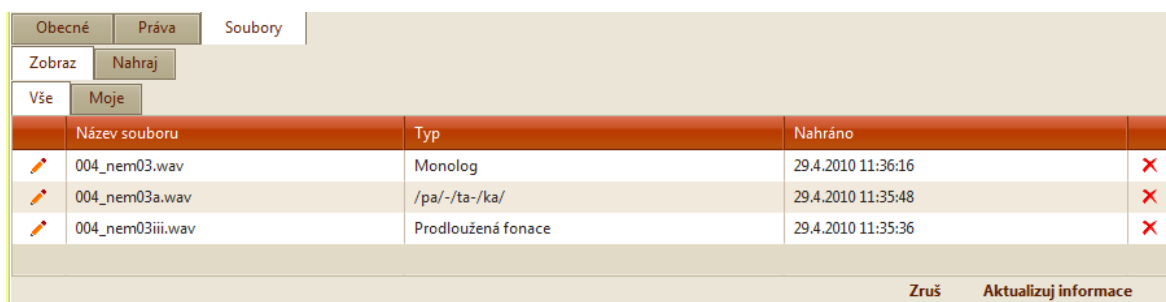 Obecné Práva Soubory
Zobraz Nahraj
Vše Moje
Název souboru Typ Nahráno
004_nem03.wav Monolog 29.4.2010 11:36:16
004_nem03a.wav /pa/-/ta-/ka/ 29.4.2010 11:35:48
004_nem03iii.wav Prodloužená fonace 29.4.2010 11:35:36
Zruš Aktualizuj informace